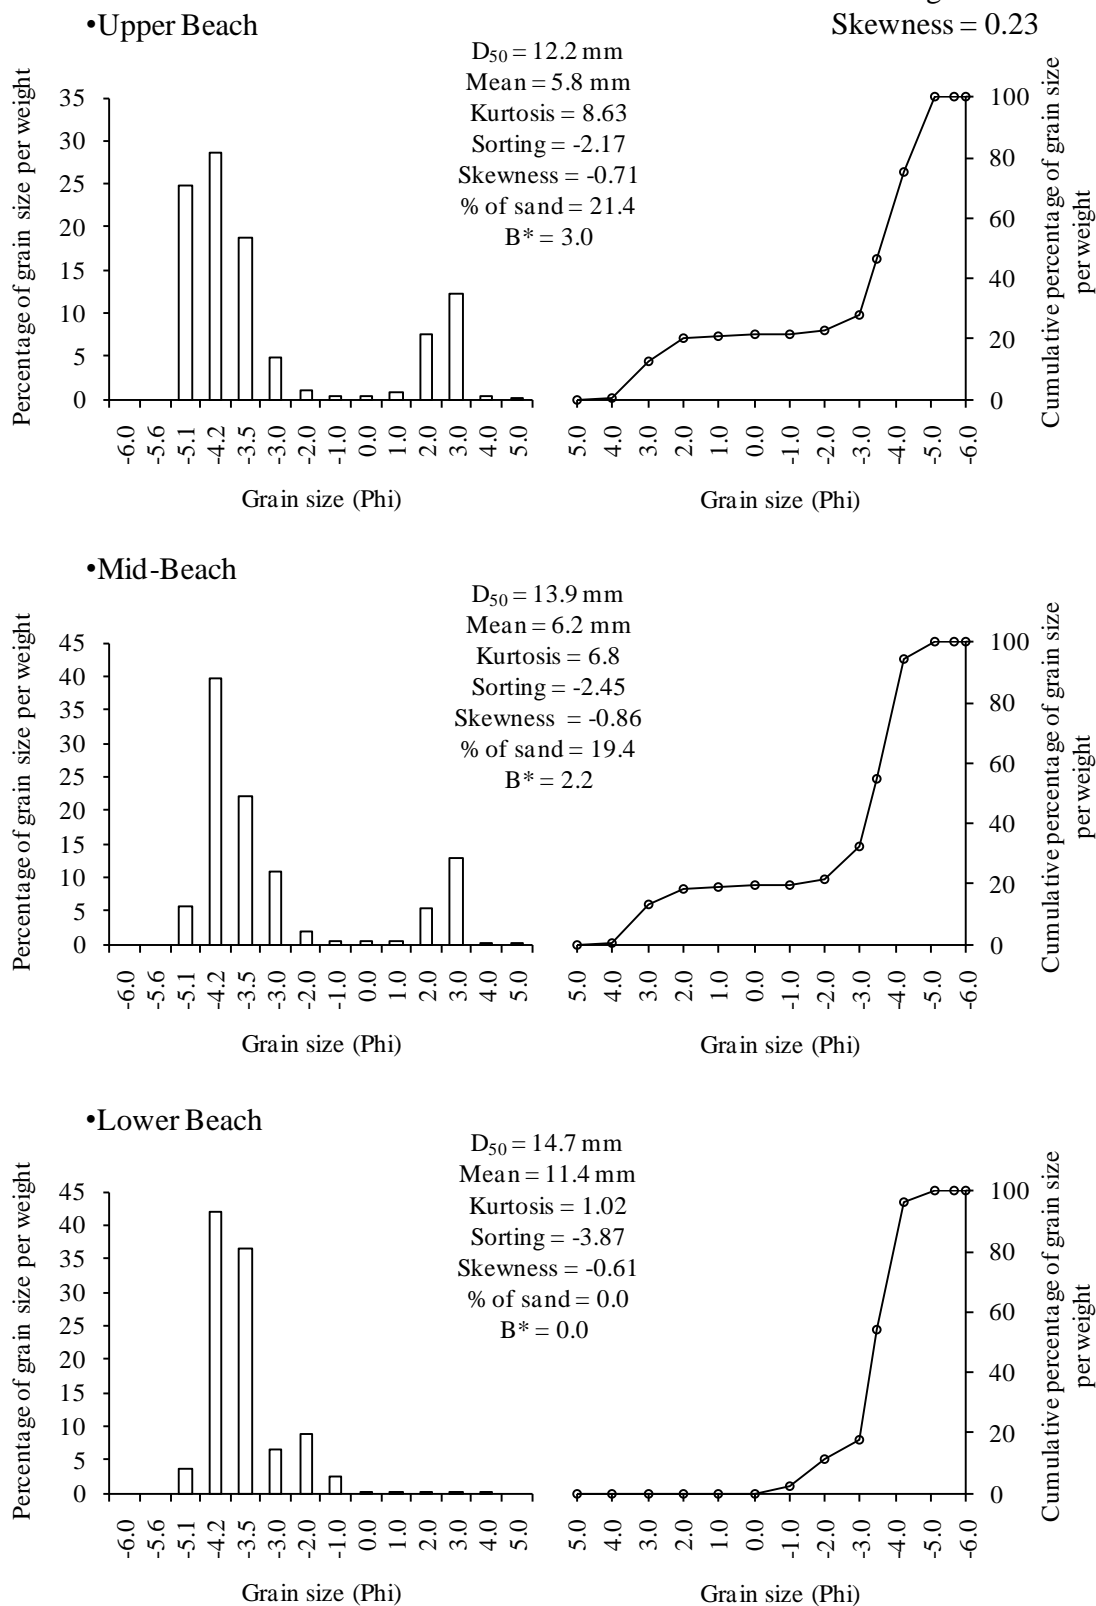 •Upper Beach
Skewness = 0.23
D₅₀ = 12.2 mm
Mean = 5.8 mm
Kurtosis = 8.63
Sorting = -2.17
Skewness = -0.71
% of sand = 21.4
B* = 3.0
Percentage of grain size per weight
35
30
25
20
15
10
5
0
-6.0 -5.6 -5.1 -4.2 -3.5 -3.0 -2.0 -1.0 0.0 1.0 2.0 3.0 4.0 5.0
Grain size (Phi)
100
80
60
40
20
0
Cumulative percentage of grain size
per weight
5.0 4.0 3.0 2.0 1.0 0.0 -1.0 -2.0 -3.0 -4.0 -5.0 -6.0
Grain size (Phi)
•Mid-Beach
D₅₀ = 13.9 mm
Mean = 6.2 mm
Kurtosis = 6.8
Sorting = -2.45
Skewness = -0.86
% of sand = 19.4
B* = 2.2
Percentage of grain size per weight
45
40
35
30
25
20
15
10
5
0
-6.0 -5.6 -5.1 -4.2 -3.5 -3.0 -2.0 -1.0 0.0 1.0 2.0 3.0 4.0 5.0
Grain size (Phi)
100
80
60
40
20
0
Cumulative percentage of grain size
per weight
5.0 4.0 3.0 2.0 1.0 0.0 -1.0 -2.0 -3.0 -4.0 -5.0 -6.0
Grain size (Phi)
•Lower Beach
D₅₀ = 14.7 mm
Mean = 11.4 mm
Kurtosis = 1.02
Sorting = -3.87
Skewness = -0.61
% of sand = 0.0
B* = 0.0
Percentage of grain size per weight
45
40
35
30
25
20
15
10
5
0
-6.0 -5.6 -5.1 -4.2 -3.5 -3.0 -2.0 -1.0 0.0 1.0 2.0 3.0 4.0 5.0
Grain size (Phi)
100
80
60
40
20
0
Cumulative percentage of grain size
per weight
5.0 4.0 3.0 2.0 1.0 0.0 -1.0 -2.0 -3.0 -4.0 -5.0 -6.0
Grain size (Phi)